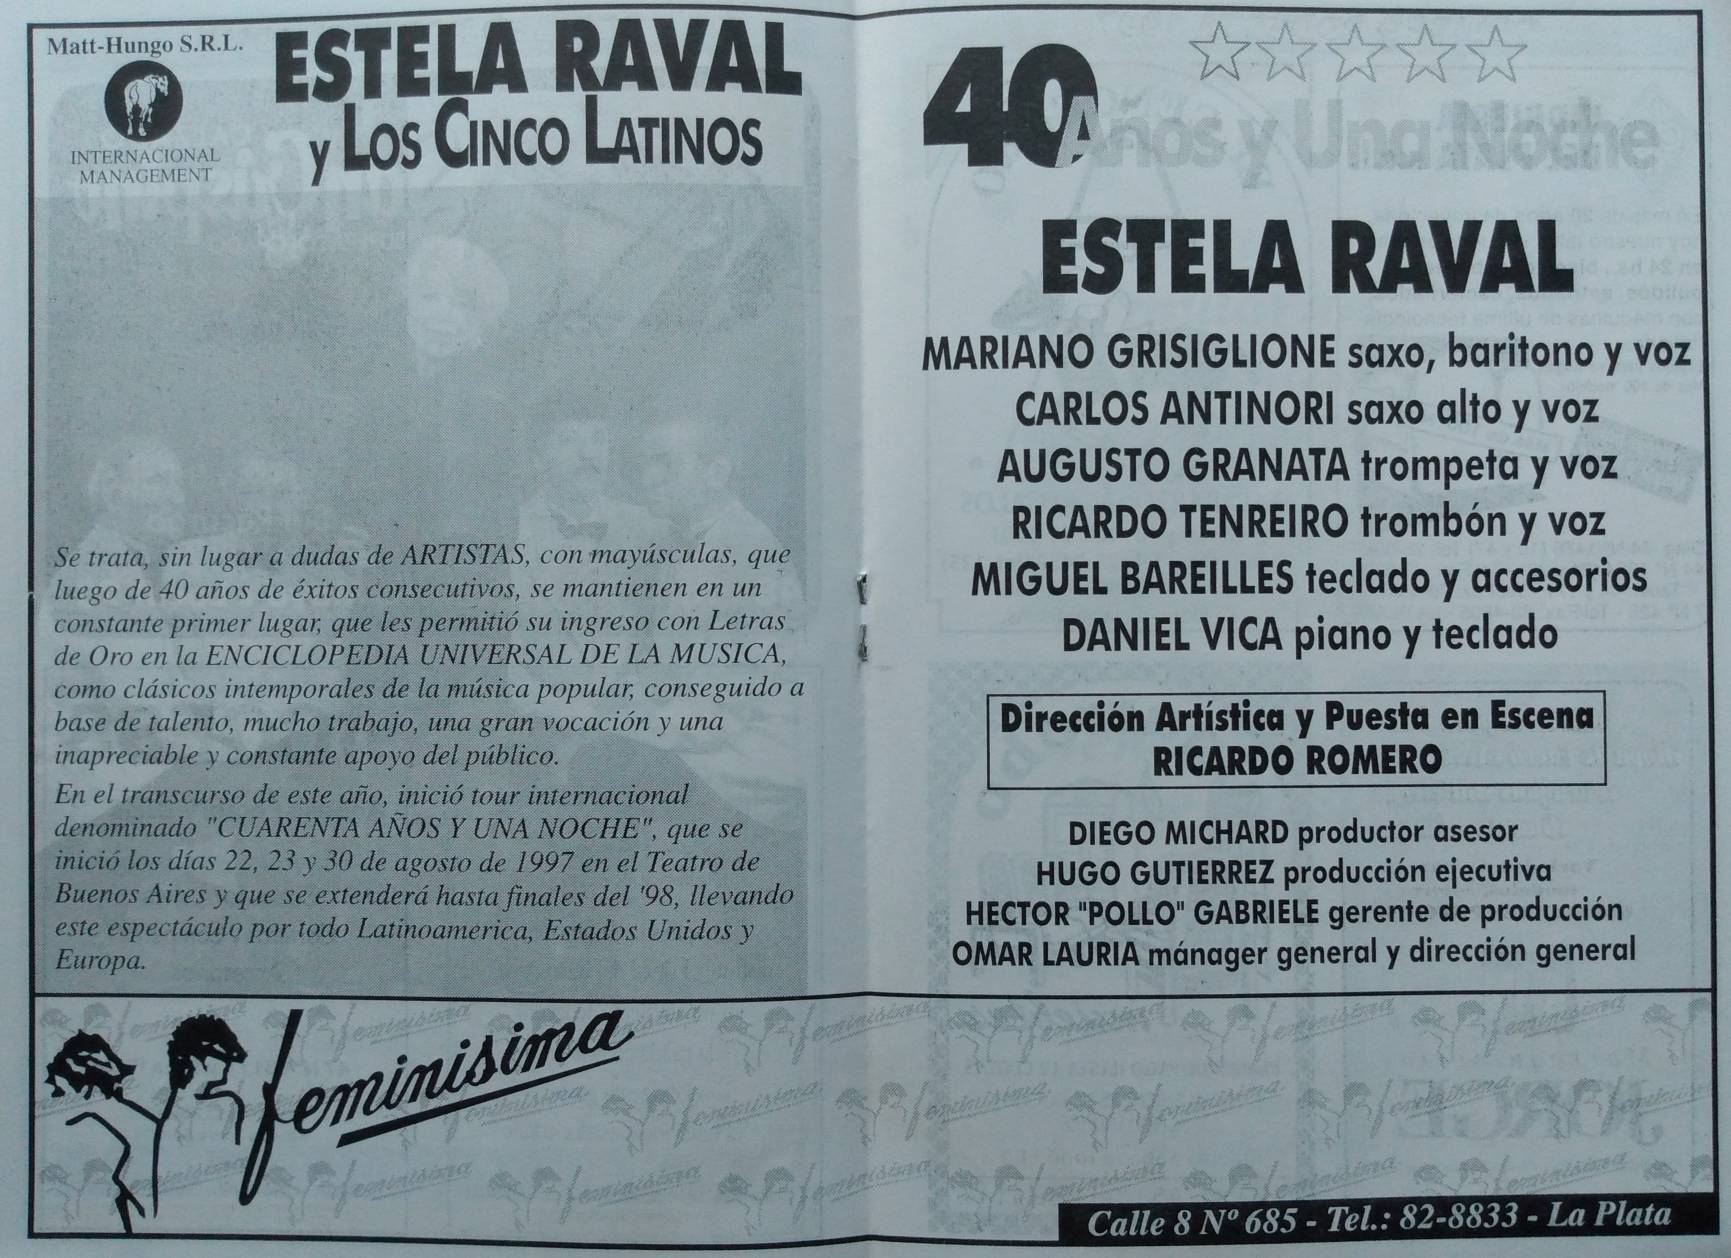 Matt-Hungo S.R.L.
INTERNACIONAL
MANAGEMENT
ESTELA RAVAL
y LOS CINCO LATINOS
Se trata, sin lugar a dudas de ARTISTAS, con mayúsculas, que
luego de 40 años de éxitos consecutivos, se mantienen en un
constante primer lugar, que les permitió su ingreso con Letras
de Oro en la ENCICLOPEDIA UNIVERSAL DE LA MUSICA,
como clásicos intemporales de la música popular, conseguido a
base de talento, mucho trabajo, una gran vocación y una
inapreciable y constante apoyo del público.
En el transcurso de este año, inició tour internacional
denominado "CUARENTA AÑOS Y UNA NOCHE", que se
inició los días 22, 23 y 30 de agosto de 1997 en el Teatro de
Buenos Aires y que se extenderá hasta finales del '98, llevando
este espectáculo por todo Latinoamerica, Estados Unidos y
Europa.
40 Años y Una Noche
ESTELA RAVAL
MARIANO GRISIGLIONE saxo, baritono y voz
CARLOS ANTINORI saxo alto y voz
AUGUSTO GRANATA trompeta y voz
RICARDO TENREIRO trombón y voz
MIGUEL BAREILLES teclado y accesorios
DANIEL VICA piano y teclado
Dirección Artística y Puesta en Escena
RICARDO ROMERO
DIEGO MICHARD productor asesor
HUGO GUTIERREZ producción ejecutiva
HECTOR "POLLO" GABRIELE gerente de producción
OMAR LAURIA mánager general y dirección general
feminisima
Calle 8 Nº 685 - Tel.: 82-8833 - La Plata